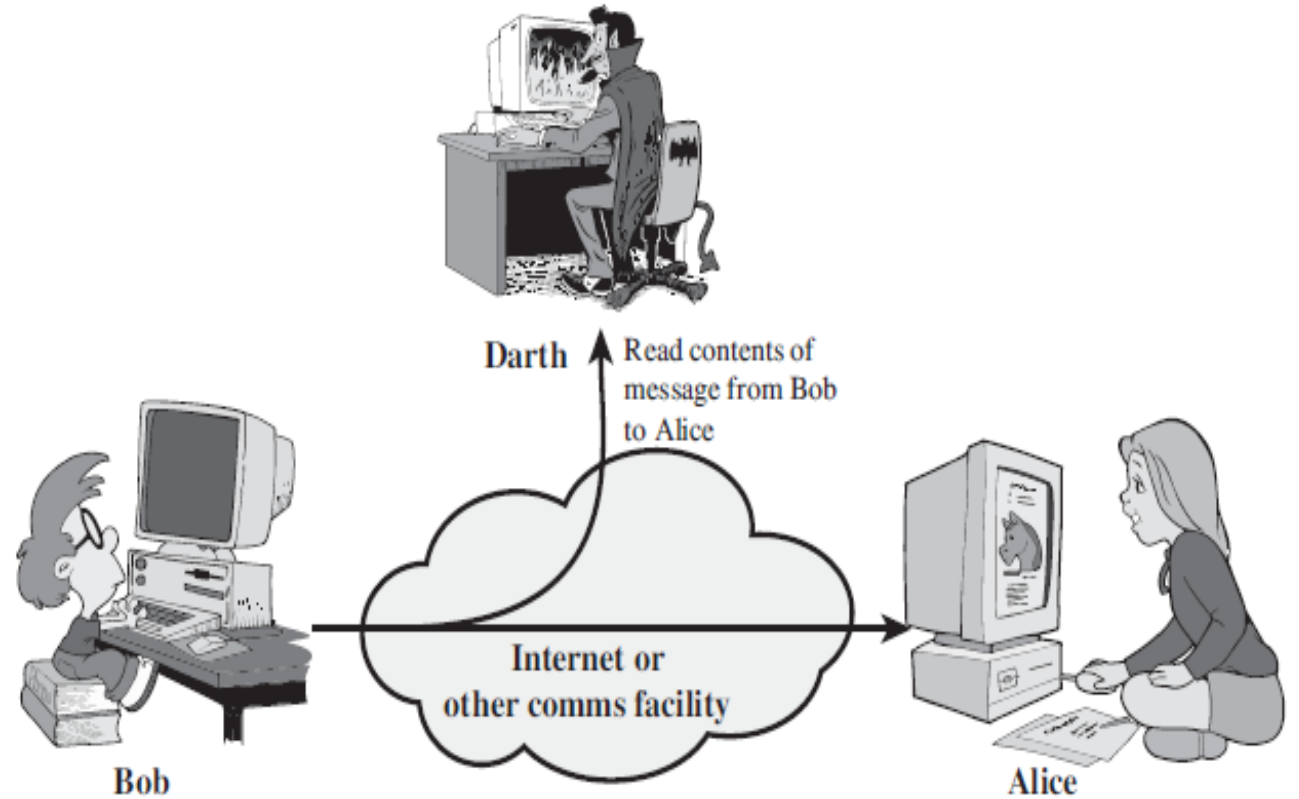 Darth
Read contents of
message from Bob
to Alice
Internet or
other comms facility
Bob
Alice